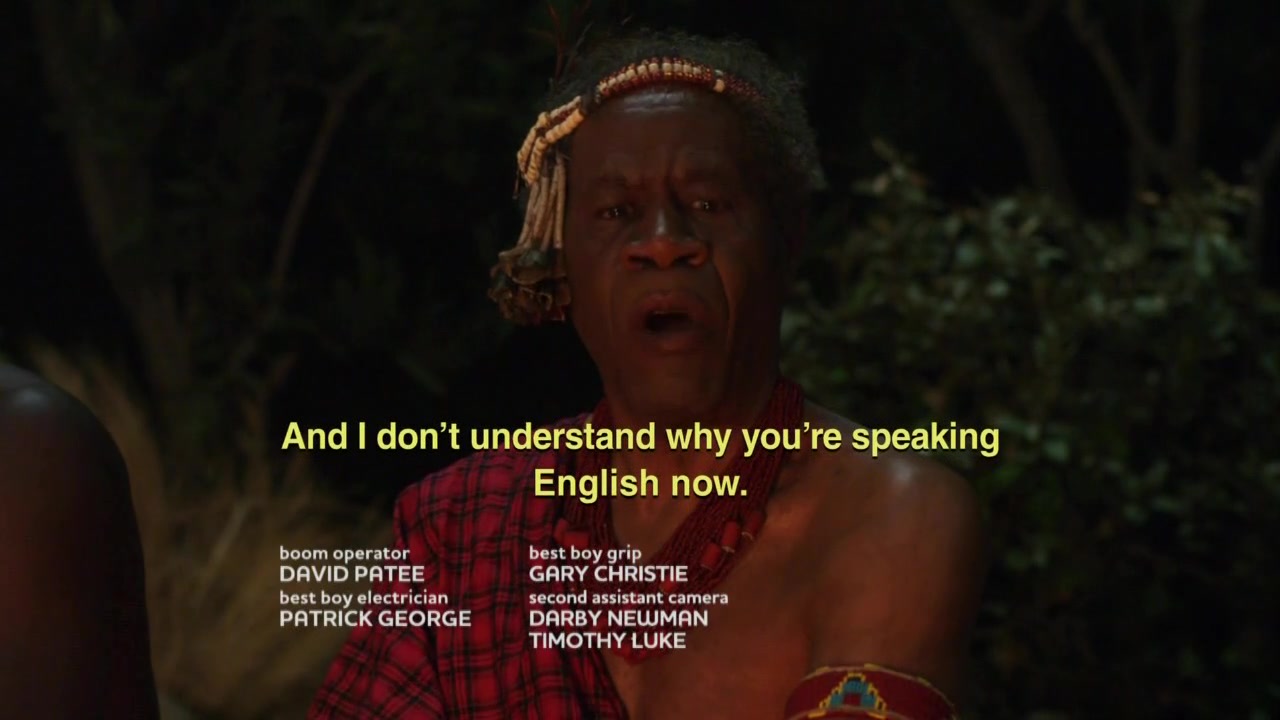 And I don't understand why you're speaking
English now.
boom operator
DAVID PATEE
best boy electrician
PATRICK GEORGE
best boy grip
GARY CHRISTIE
second assistant camera
DARBY NEWMAN
TIMOTHY LUKE